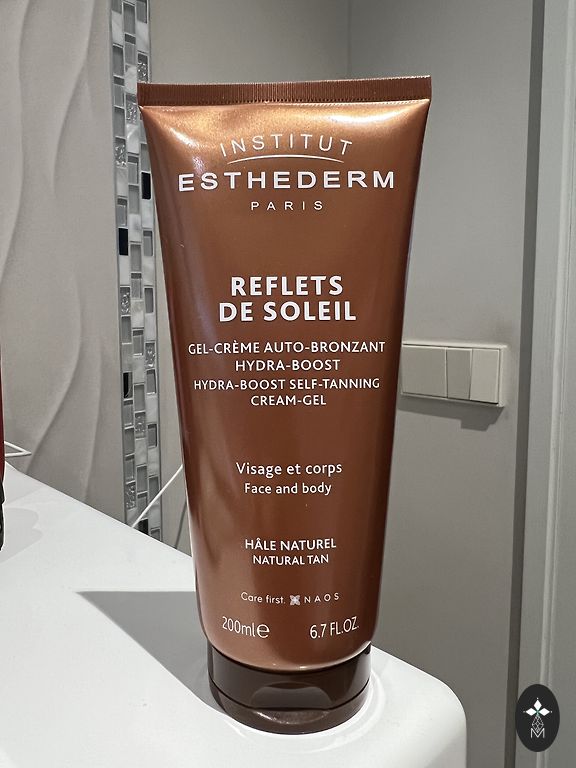 INSTITUT
ESTHEDERM
PARIS
REFLETS
DE SOLEIL
GEL-CRÈME AUTO-BRONZANT
HYDRA-BOOST
HYDRA-BOOST SELF-TANNING
CREAM-GEL
Visage et corps
Face and body
HÂLE NATUREL
NATURAL TAN
Care first. NAOS
200ml℮ 6.7 FL.OZ.
M